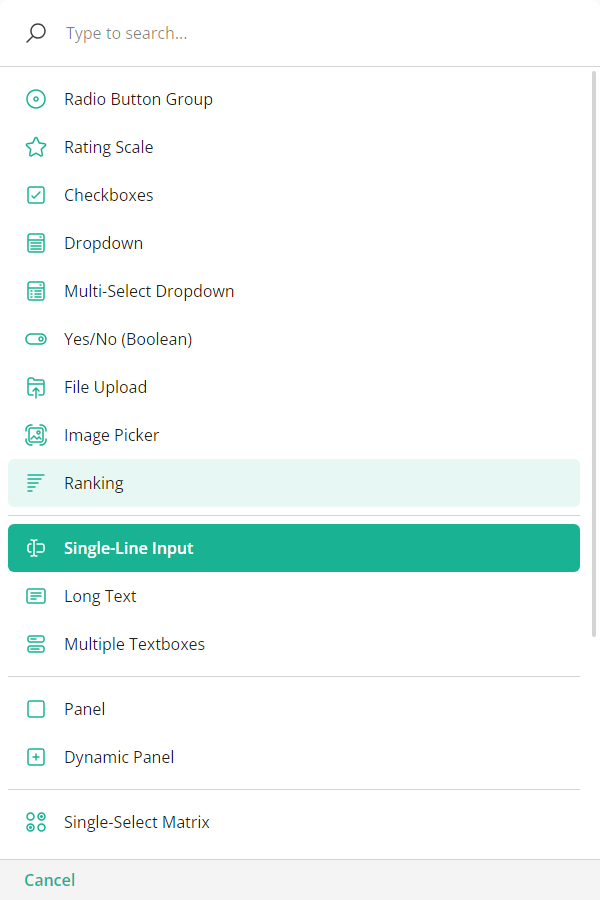 Type to search...
Radio Button Group
Rating Scale
Checkboxes
Dropdown
Multi-Select Dropdown
Yes/No (Boolean)
File Upload
Image Picker
Ranking
Single-Line Input
Long Text
Multiple Textboxes
Panel
Dynamic Panel
Single-Select Matrix
Cancel